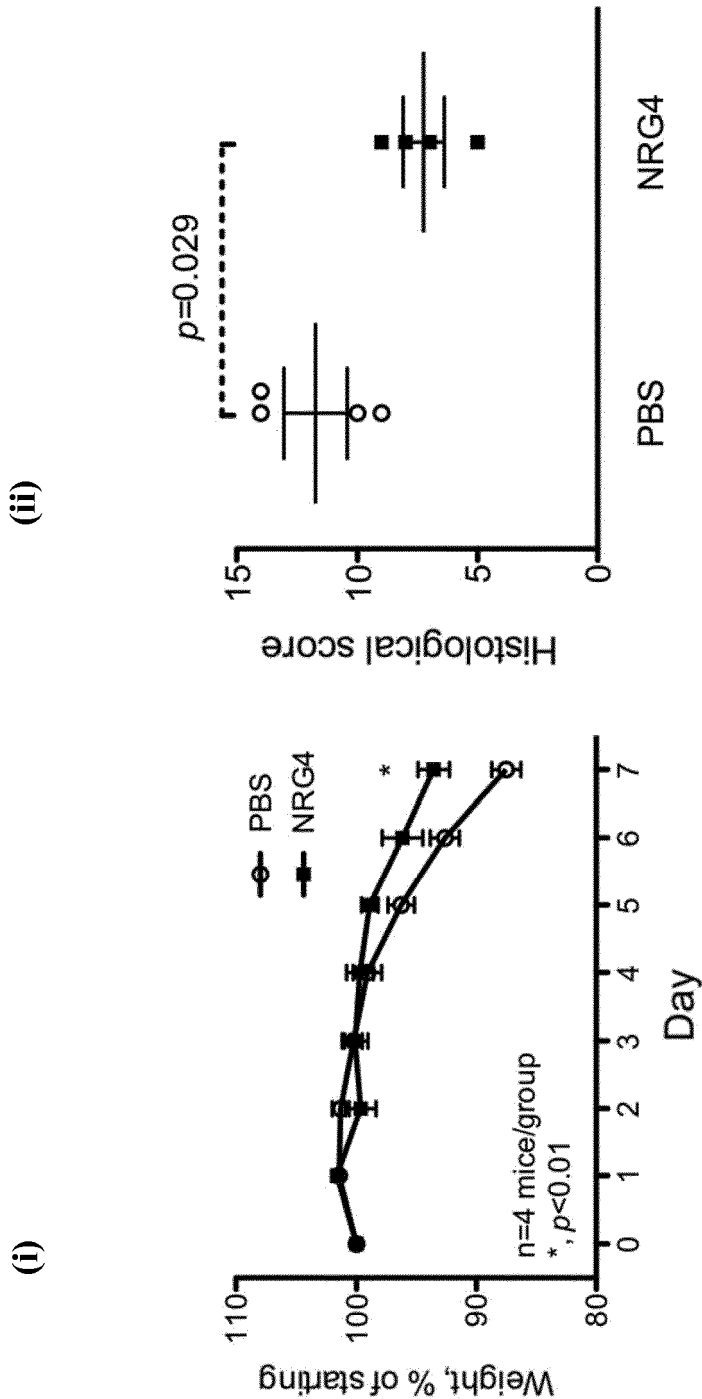 (i)
Weight, % of starting
110
100
90
80
PBS
NRG4
*
n=4 mice/group
*, p<0.01
0 1 2 3 4 5 6 7
Day
(ii)
Histological score
15
10
5
0
p=0.029
PBS NRG4